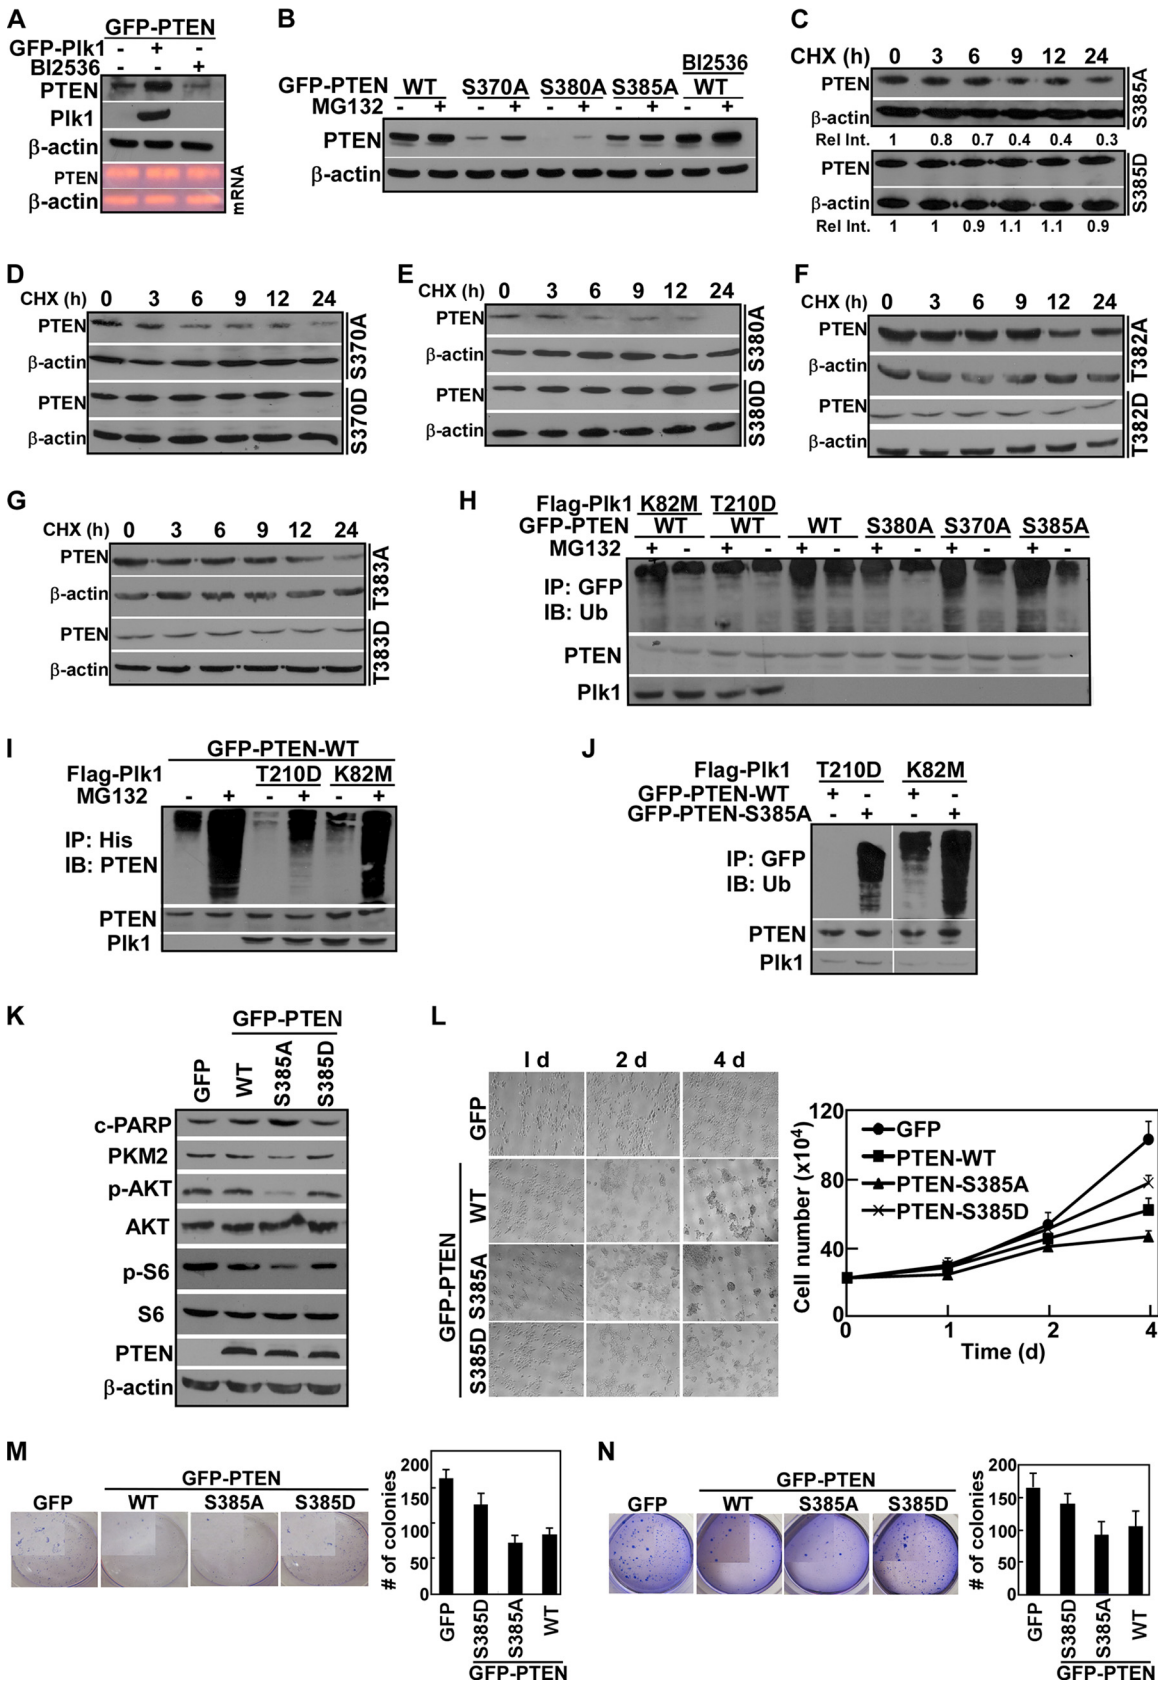 A
GFP-PTEN
GFP-Plk1 - + -
BI2536 - - +
PTEN
Plk1
β-actin
PTEN
β-actin
mRNA
B
BI2536
GFP-PTEN WT S370A S380A S385A WT
MG132 - + - + - + - + - +
PTEN
β-actin
C
CHX (h) 0 3 6 9 12 24
PTEN
β-actin
Rel Int. 1 0.8 0.7 0.4 0.4 0.3
S385A
PTEN
β-actin
Rel Int. 1 1 0.9 1.1 1.1 0.9
S385D
D
CHX (h) 0 3 6 9 12 24
PTEN
β-actin
S370A
PTEN
β-actin
S370D
E
CHX (h) 0 3 6 9 12 24
PTEN
β-actin
S380A
PTEN
β-actin
S380D
F
CHX (h) 0 3 6 9 12 24
PTEN
β-actin
T382A
PTEN
β-actin
T382D
G
CHX (h) 0 3 6 9 12 24
PTEN
β-actin
T383A
PTEN
β-actin
T383D
H
Flag-Plk1 K82M T210D
GFP-PTEN WT WT WT S380A S370A S385A
MG132 + - + - + - + - + - + -
IP: GFP
IB: Ub
PTEN
Plk1
I
GFP-PTEN-WT
Flag-Plk1 T210D K82M
MG132 - + - + - +
IP: His
IB: PTEN
PTEN
Plk1
J
Flag-Plk1 T210D K82M
GFP-PTEN-WT + - + -
GFP-PTEN-S385A - + - +
IP: GFP
IB: Ub
PTEN
Plk1
K
GFP-PTEN
GFP WT S385A S385D
c-PARP
PKM2
p-AKT
AKT
p-S6
S6
PTEN
β-actin
L
1 d 2 d 4 d
GFP
WT
S385A
S385D
GFP-PTEN
120
80
40
0
Cell number (x10⁴)
GFP
PTEN-WT
PTEN-S385A
PTEN-S385D
0 1 2 4
Time (d)
M
GFP-PTEN
GFP WT S385A S385D
200
150
100
50
0
# of colonies
GFP S385D S385A WT
GFP-PTEN
N
GFP-PTEN
GFP WT S385A S385D
200
150
100
50
0
# of colonies
GFP S385D S385A WT
GFP-PTEN